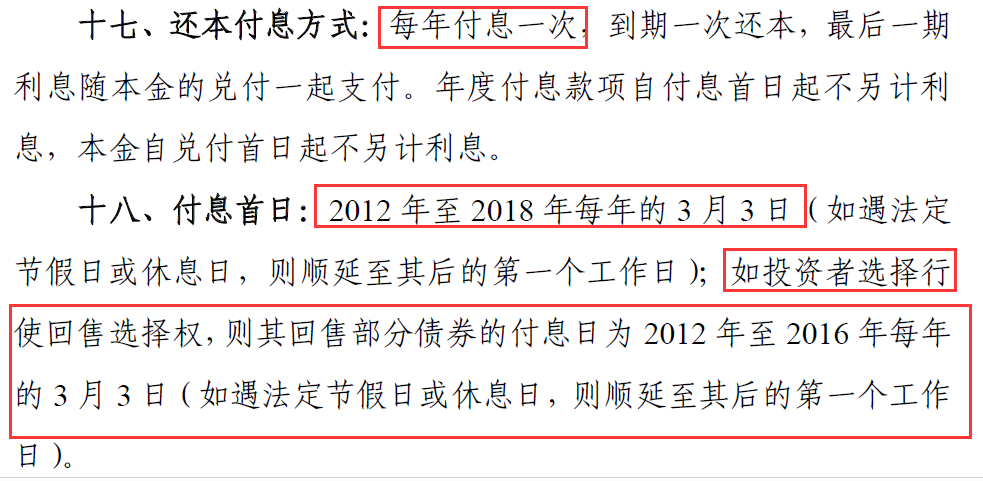 十七、还本付息方式：每年付息一次，到期一次还本，最后一期
利息随本金的兑付一起支付。年度付息款项自付息首日起不另计利
息，本金自兑付首日起不另计利息。
十八、付息首日：2012 年至 2018 年每年的 3 月 3 日（如遇法定
节假日或休息日，则顺延至其后的第一个工作日）；如投资者选择行
使回售选择权，则其回售部分债券的付息日为 2012 年至 2016 年每年
的 3 月 3 日（如遇法定节假日或休息日，则顺延至其后的第一个工作
日）。